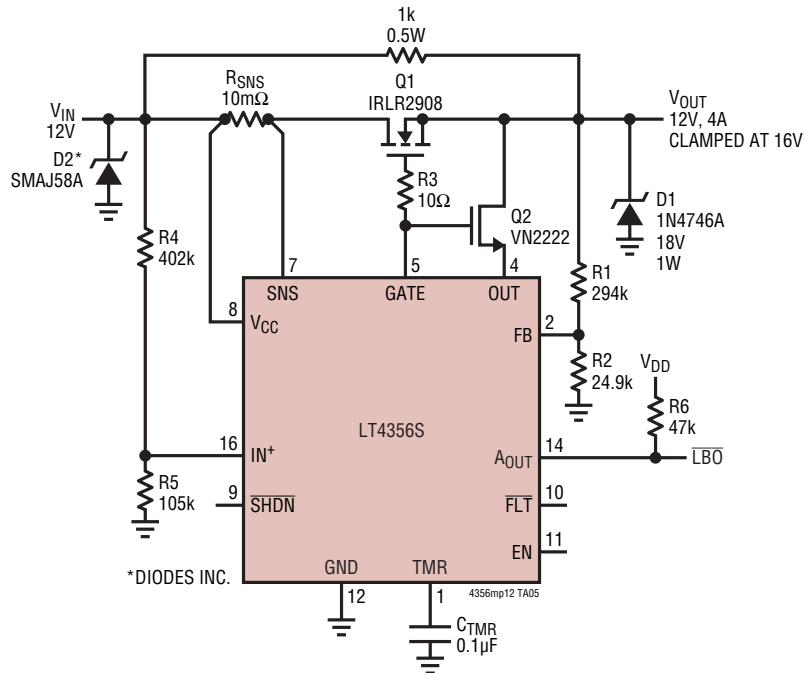 1k
0.5W
RSNS
10mΩ
Q1
IRLR2908
VIN
12V
VOUT
12V, 4A
CLAMPED AT 16V
D2*
SMAJ58A
R3
10Ω
Q2
VN2222
D1
1N4746A
18V
1W
R4
402k
7
5
4
SNS
GATE
OUT
R1
294k
8
VCC
FB
2
VDD
R2
24.9k
R6
47k
LT4356S
16
IN+
AOUT
14
LBO
R5
105k
9
SHDN
FLT
10
EN
11
*DIODES INC.
GND
TMR
12
1
4356mp12 TA05
CTMR
0.1µF